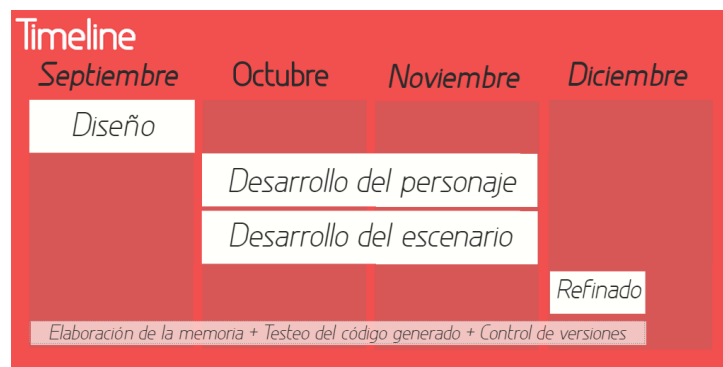 Timeline
Septiembre Octubre Noviembre Diciembre
Diseño
Desarrollo del personaje
Desarrollo del escenario
Refinado
Elaboración de la memoria + Testeo del código generado + Control de versiones